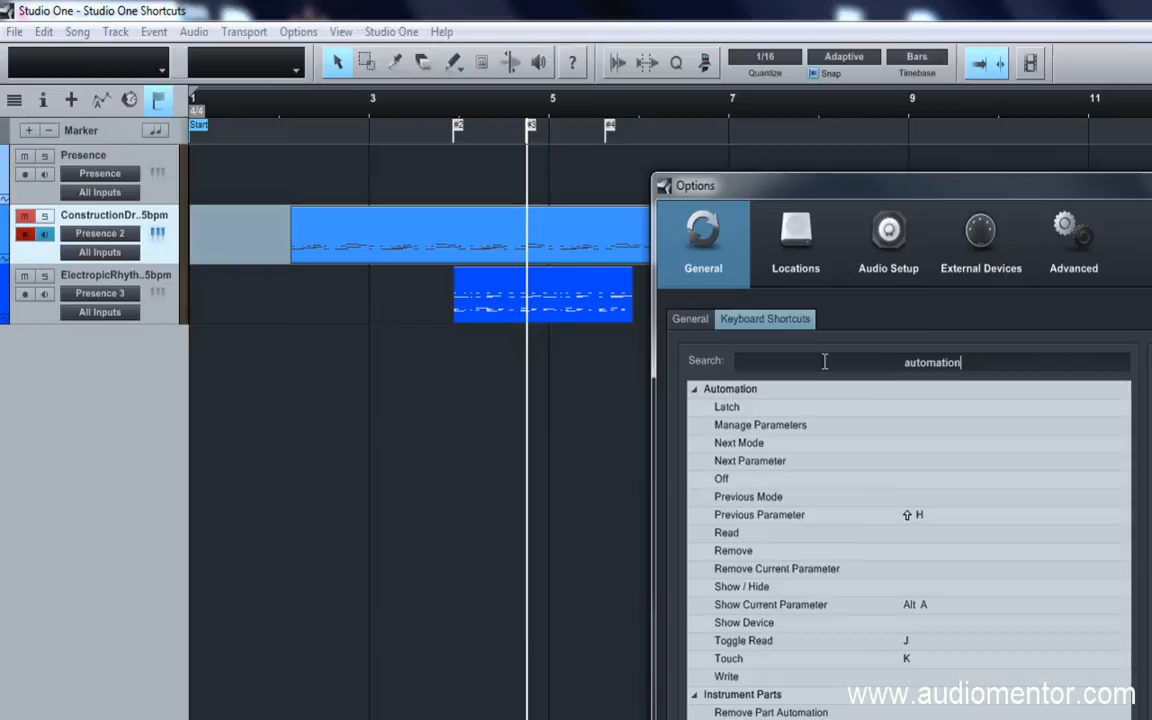 Studio One - Studio One Shortcuts
File Edit Song Track Event Audio Transport Options View Studio One Help
1/16 Adaptive Bars
Quantize Snap Timebase
1 3 5 7 9 11
4/4
Marker Start #2 #3 #4
m s Presence
Presence
All Inputs
m s ConstructionDr..5bpm
Presence 2
All Inputs
m s ElectropicRhyth..5bpm
Presence 3
All Inputs
Options
General Locations Audio Setup External Devices Advanced
General Keyboard Shortcuts
Search: automation
Automation
Latch
Manage Parameters
Next Mode
Next Parameter
Off
Previous Mode
Previous Parameter ⇧ H
Read
Remove
Remove Current Parameter
Show / Hide
Show Current Parameter Alt A
Show Device
Toggle Read J
Touch K
Write
Instrument Parts
Remove Part Automation
www.audiomentor.com